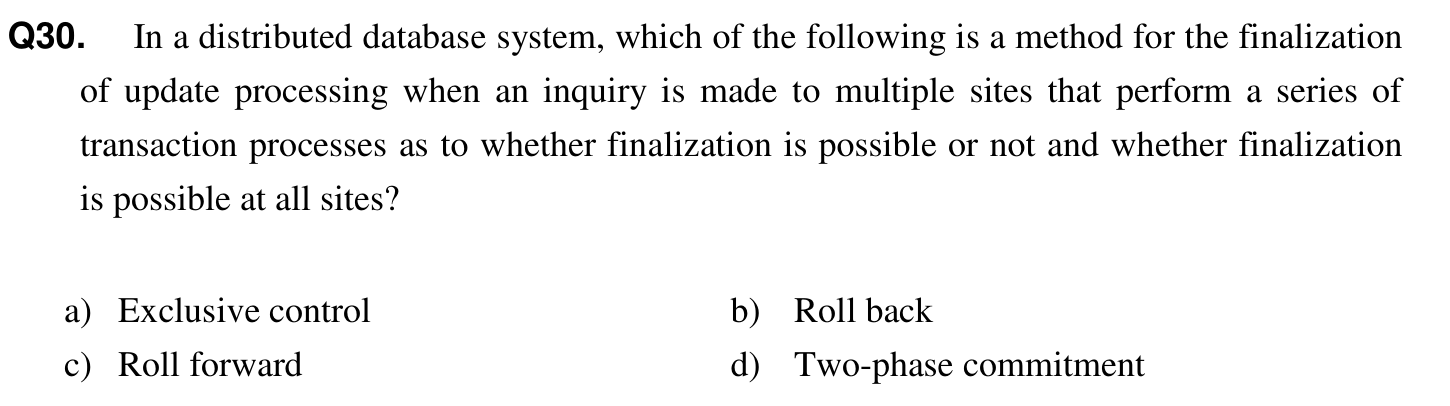 Q30. In a distributed database system, which of the following is a method for the finalization
of update processing when an inquiry is made to multiple sites that perform a series of
transaction processes as to whether finalization is possible or not and whether finalization
is possible at all sites?
a) Exclusive control b) Roll back
c) Roll forward d) Two-phase commitment